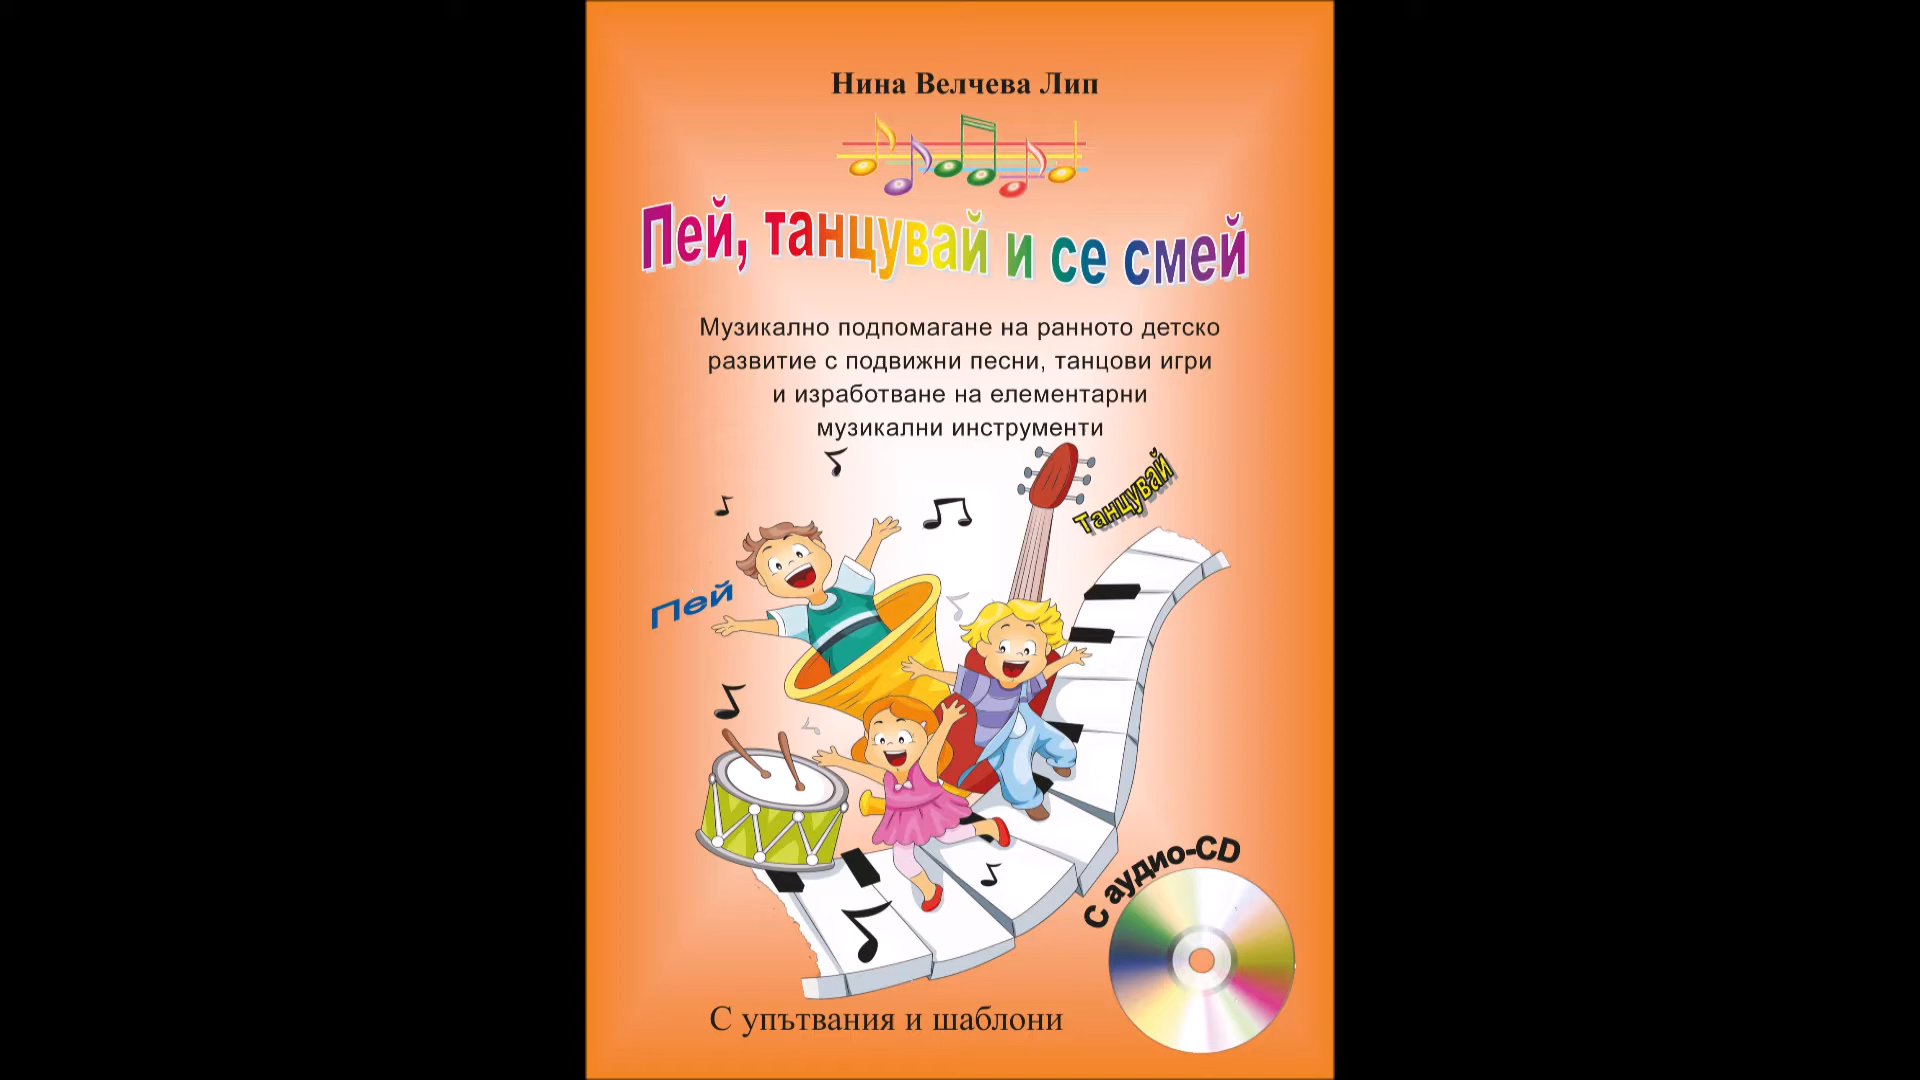 Нина Велчева Лип
Пей, танцувай и се смей
Музикално подпомагане на ранното детско
развитие с подвижни песни, танцови игри
и изработване на елементарни
музикални инструменти
Танцувай
Пей
С аудио-CD
С упътвания и шаблони